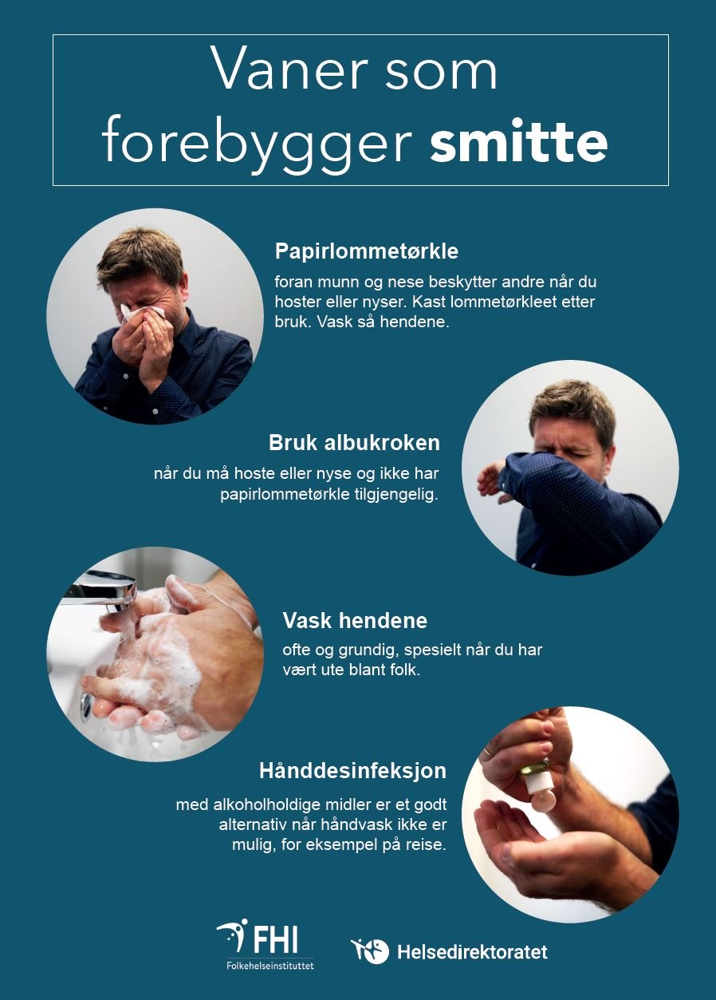 Vaner som
forebygger smitte
Papirlommetørkle
foran munn og nese beskytter andre når du
hoster eller nyser. Kast lommetørkleet etter
bruk. Vask så hendene.
Bruk albukroken
når du må hoste eller nyse og ikke har
papirlommetørkle tilgjengelig.
Vask hendene
ofte og grundig, spesielt når du har
vært ute blant folk.
Hånddesinfeksjon
med alkoholholdige midler er et godt
alternativ når håndvask ikke er
mulig, for eksempel på reise.
FHI
Folkehelseinstituttet
Helsedirektoratet